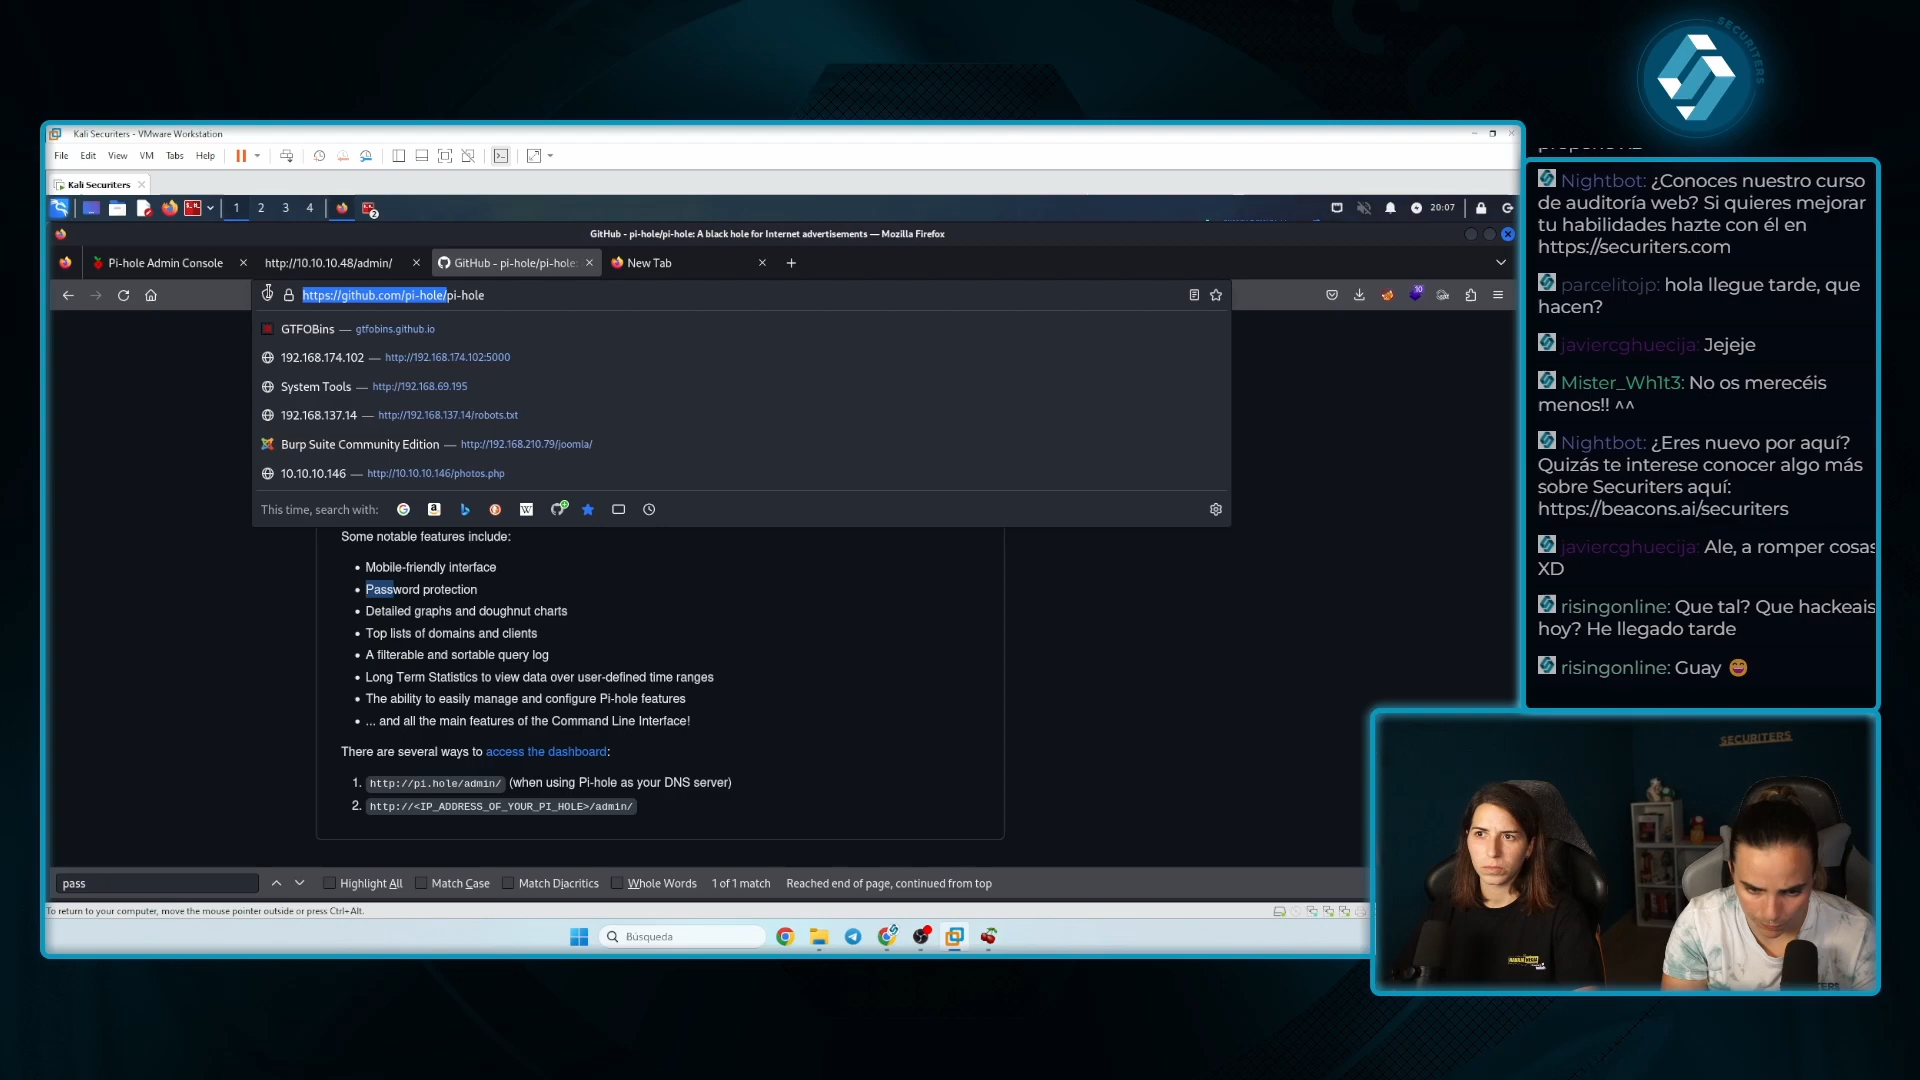 SECURITERS
Kali Securiters - VMware Workstation
File Edit View VM Tabs Help
Kali Securiters
1 2 3 4
2
20:07
GitHub - pi-hole/pi-hole: A black hole for Internet advertisements — Mozilla Firefox
Pi-hole Admin Console
http://10.10.10.48/admin/
GitHub - pi-hole/pi-hole:
New Tab
https://github.com/pi-hole/pi-hole
10
GTFOBins — gtfobins.github.io
192.168.174.102 — http://192.168.174.102:5000
System Tools — http://192.168.69.195
192.168.137.14 — http://192.168.137.14/robots.txt
Burp Suite Community Edition — http://192.168.210.79/joomla/
10.10.10.146 — http://10.10.10.146/photos.php
This time, search with:
Some notable features include:
• Mobile-friendly interface
• Password protection
• Detailed graphs and doughnut charts
• Top lists of domains and clients
• A filterable and sortable query log
• Long Term Statistics to view data over user-defined time ranges
• The ability to easily manage and configure Pi-hole features
• ... and all the main features of the Command Line Interface!
There are several ways to access the dashboard:
1. http://pi.hole/admin/ (when using Pi-hole as your DNS server)
2. http://<IP_ADDRESS_OF_YOUR_PI_HOLE>/admin/
pass
Highlight All Match Case Match Diacritics Whole Words 1 of 1 match Reached end of page, continued from top
To return to your computer, move the mouse pointer outside or press Ctrl+Alt.
Búsqueda
Nightbot: ¿Conoces nuestro curso
de auditoría web? Si quieres mejorar
tu habilidades hazte con él en
https://securiters.com
parcelitojp: hola llegue tarde, que
hacen?
javiercghuecija: Jejeje
Mister_Wh1t3: No os merecéis
menos!! ^^
Nightbot: ¿Eres nuevo por aquí?
Quizás te interese conocer algo más
sobre Securiters aquí:
https://beacons.ai/securiters
javiercghuecija: Ale, a romper cosas
XD
risingonline: Que tal? Que hackeais
hoy? He llegado tarde
risingonline: Guay 😄
SECURITERS